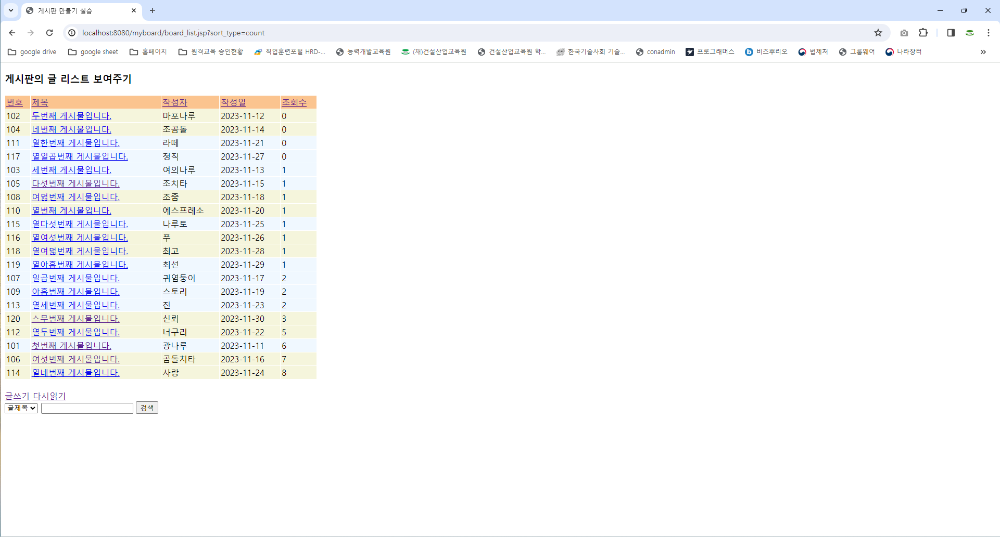 게시판 만들기 실습
localhost:8080/myboard/board_list.jsp?sort_type=count
google drive google sheet 홈페이지 원격교육 승인현황 직업훈련포털 HRD-... 능력개발교육원 (재)건설산업교육원 건설산업교육원 학... 한국기술사회 기술... conadmin 프로그래머스 비즈뿌리오 법제처 그룹웨어 나라장터
게시판의 글 리스트 보여주기
번호 제목 작성자 작성일 조회수
102 두번째 게시물입니다. 마포나루 2023-11-12 0
104 네번째 게시물입니다. 조곰돌 2023-11-14 0
111 열한번째 게시물입니다. 라떼 2023-11-21 0
117 열일곱번째 게시물입니다. 정직 2023-11-27 0
103 세번째 게시물입니다. 여의나루 2023-11-13 1
105 다섯번째 게시물입니다. 조치타 2023-11-15 1
108 여덟번째 게시물입니다. 조줌 2023-11-18 1
110 열번째 게시물입니다. 에스프레소 2023-11-20 1
115 열다섯번째 게시물입니다. 나루토 2023-11-25 1
116 열여섯번째 게시물입니다. 푸 2023-11-26 1
118 열여덟번째 게시물입니다. 최고 2023-11-28 1
119 열아홉번째 게시물입니다. 최선 2023-11-29 1
107 일곱번째 게시물입니다. 귀염둥이 2023-11-17 2
109 아홉번째 게시물입니다. 스토리 2023-11-19 2
113 열세번째 게시물입니다. 진 2023-11-23 2
120 스무번째 게시물입니다. 신뢰 2023-11-30 3
112 열두번째 게시물입니다. 너구리 2023-11-22 5
101 첫번째 게시물입니다. 광나루 2023-11-11 6
106 여섯번째 게시물입니다. 곰돌치타 2023-11-16 7
114 열네번째 게시물입니다. 사랑 2023-11-24 8
글쓰기 다시읽기
글제목 검색